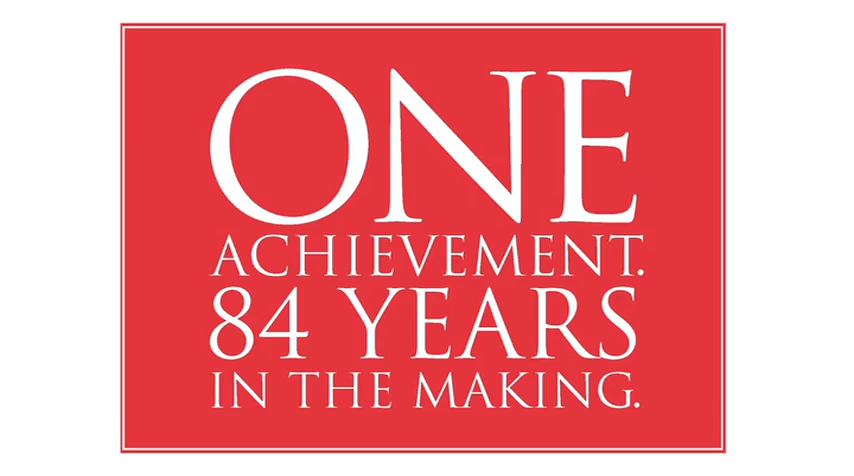 ONE
ACHIEVEMENT.
84 YEARS
IN THE MAKING.